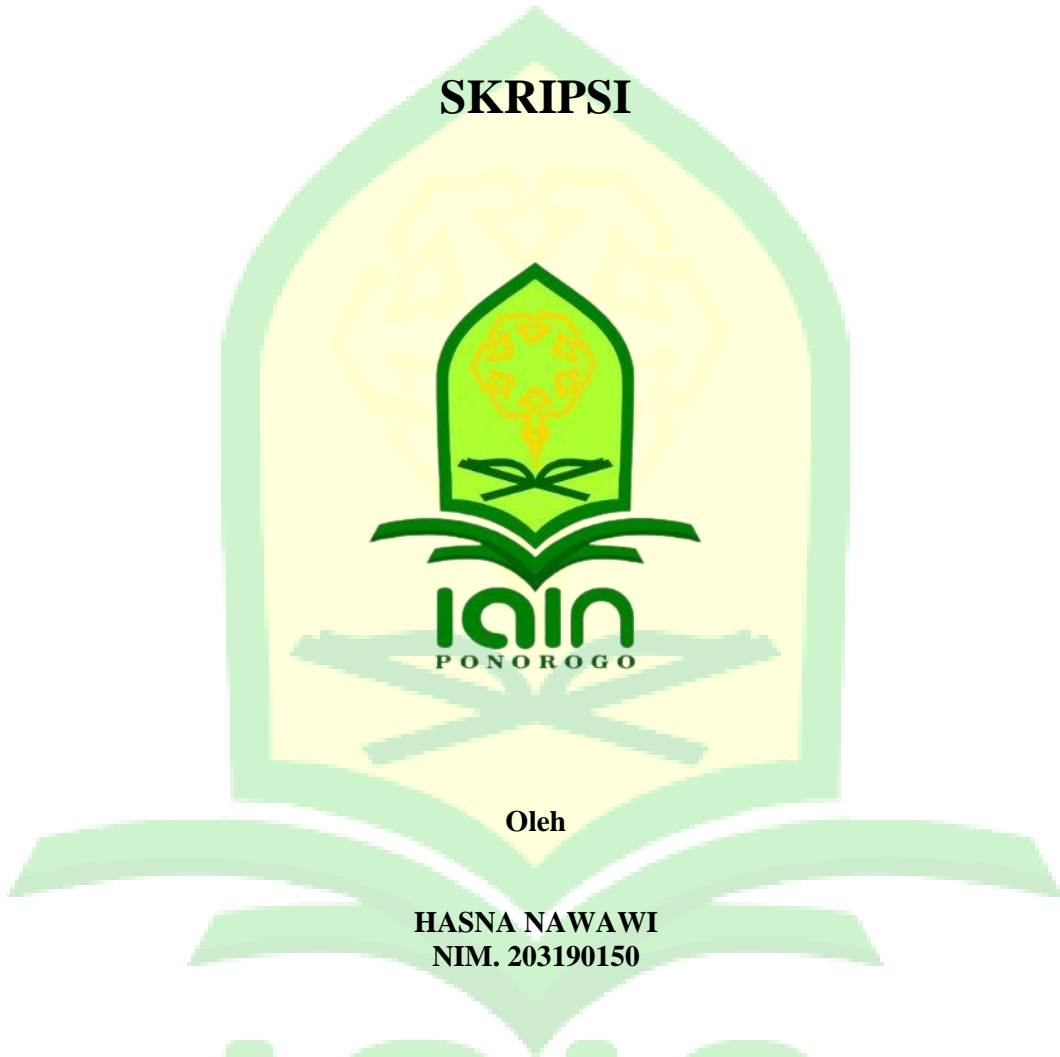 SKRIPSI
IAIN
PONOROGO
Oleh
HASNA NAWAWI
NIM. 203190150